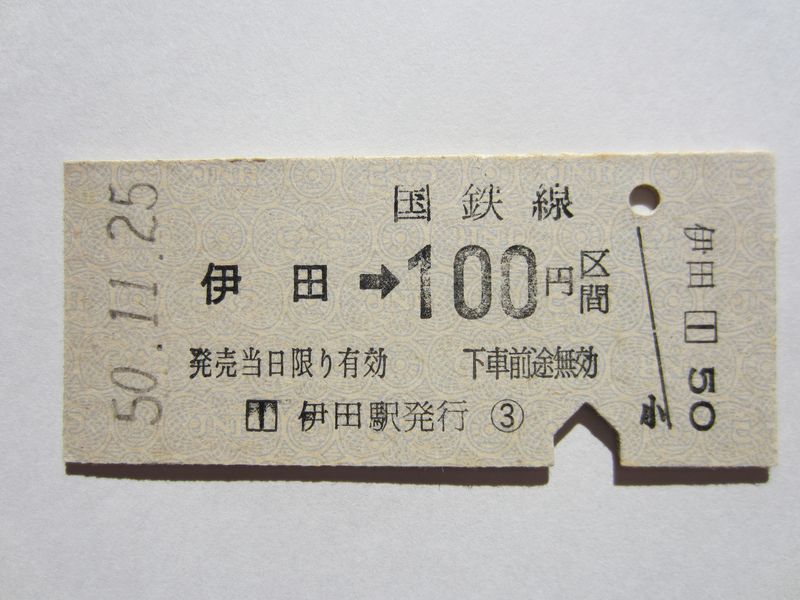 50.11.25
国鉄線
伊田➡100円区間
発売当日限り有効 下車前途無効
□T 伊田駅発行 ③
伊田 □T 50
小